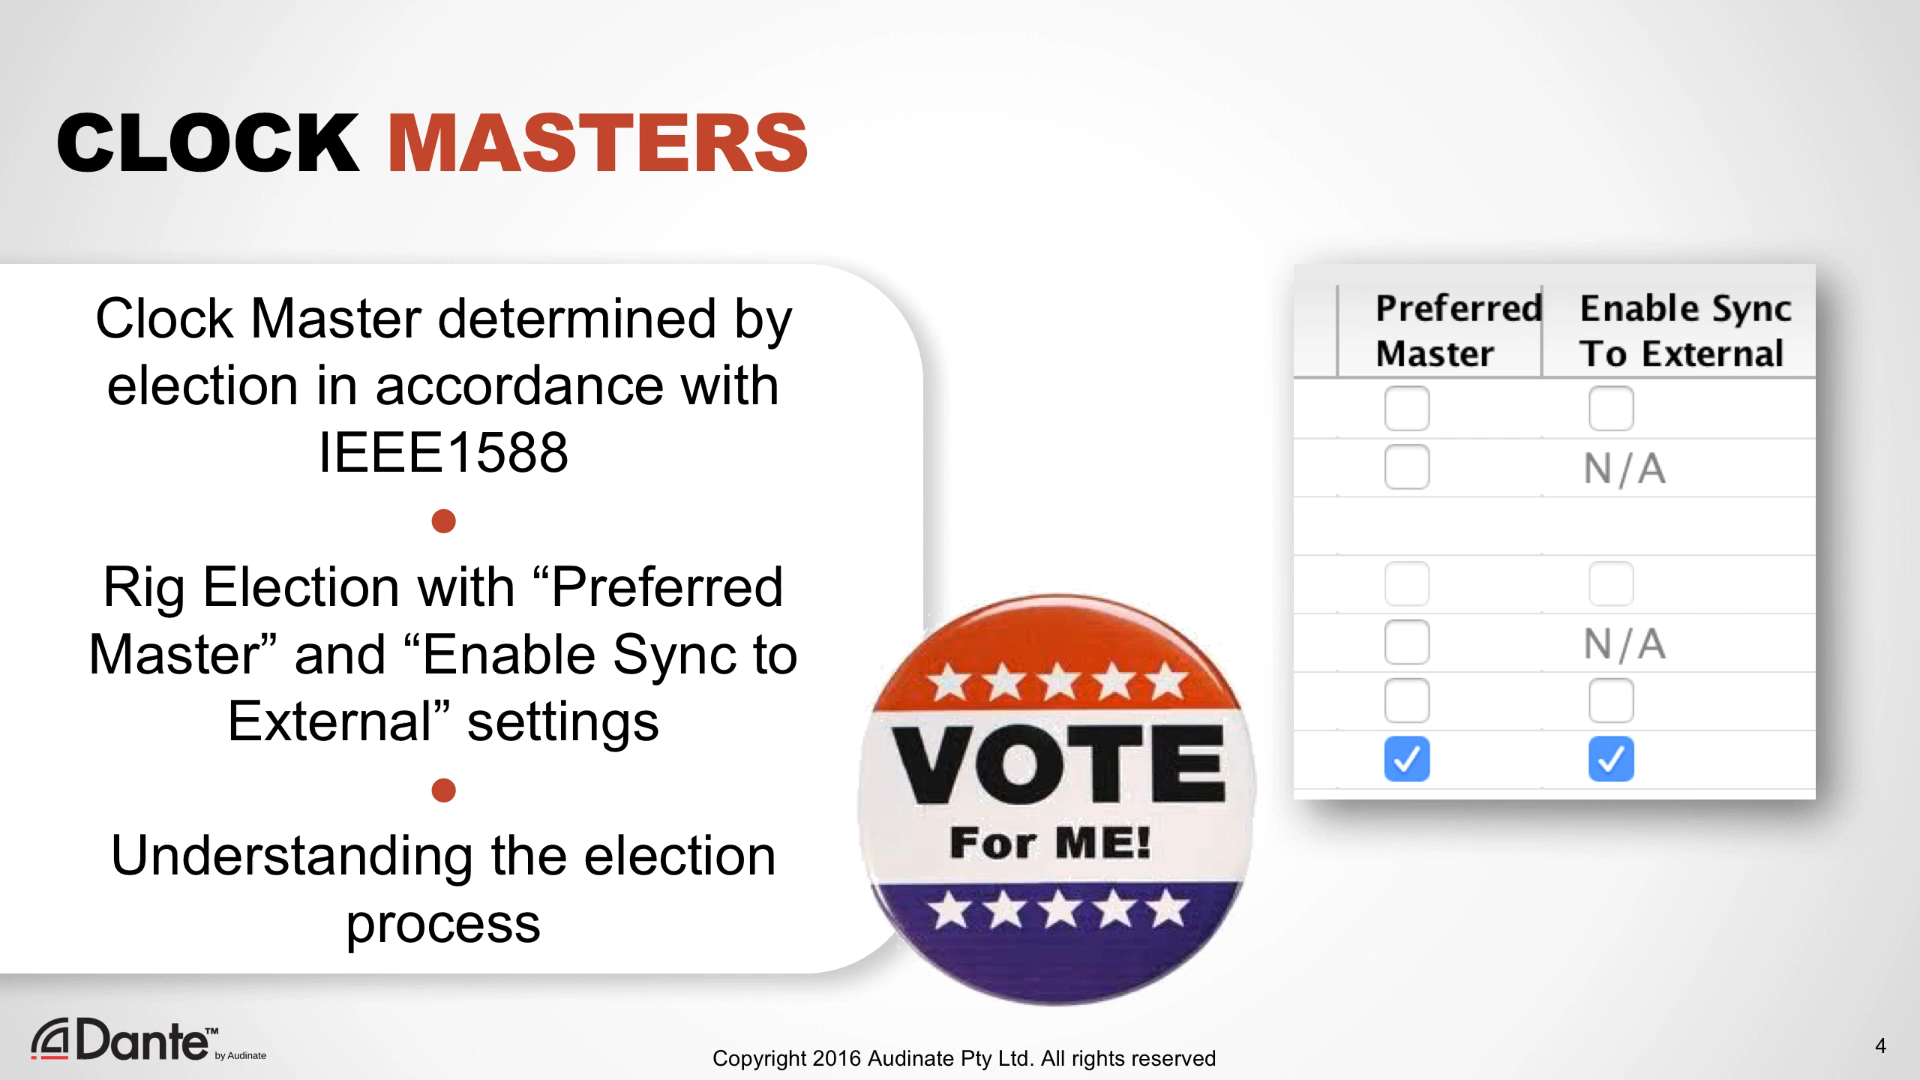 CLOCK MASTERS
Clock Master determined by
election in accordance with
IEEE1588
Rig Election with “Preferred
Master” and “Enable Sync to
External” settings
Understanding the election
process
VOTE
For ME!
Preferred Enable Sync
Master To External
N/A
N/A
Dante™ by Audinate
Copyright 2016 Audinate Pty Ltd. All rights reserved
4